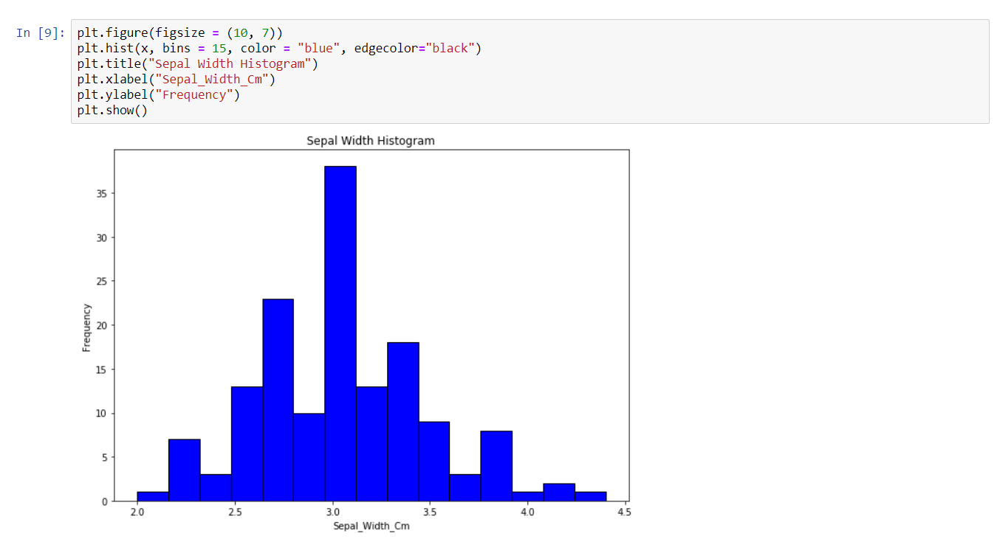 In [9]: plt.figure(figsize = (10, 7))
plt.hist(x, bins = 15, color = "blue", edgecolor="black")
plt.title("Sepal Width Histogram")
plt.xlabel("Sepal_Width_Cm")
plt.ylabel("Frequency")
plt.show()
Sepal Width Histogram
35
30
25
20
15
10
5
0
Frequency
2.0 2.5 3.0 3.5 4.0 4.5
Sepal_Width_Cm